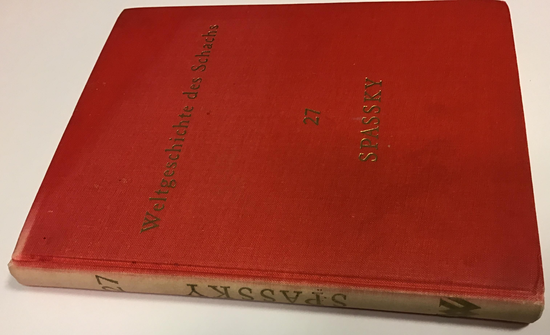 Weltgeschichte des Schachs
27
SPASSKY
27
SPASSKY
W